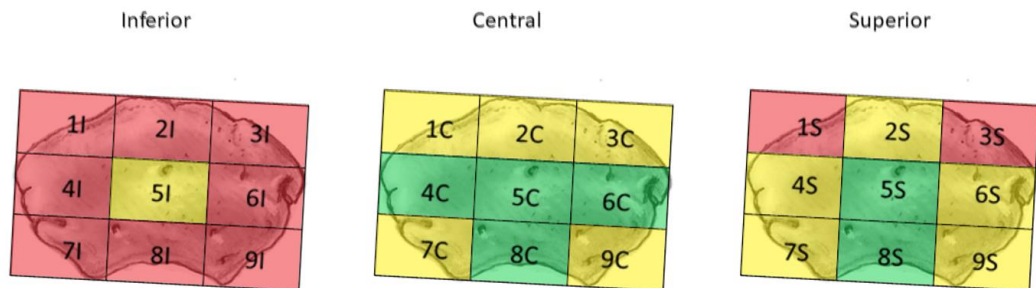 Inferior Central Superior
1I 2I 3I 1C 2C 3C 1S 2S 3S
4I 5I 6I 4C 5C 6C 4S 5S 6S
7I 8I 9I 7C 8C 9C 7S 8S 9S